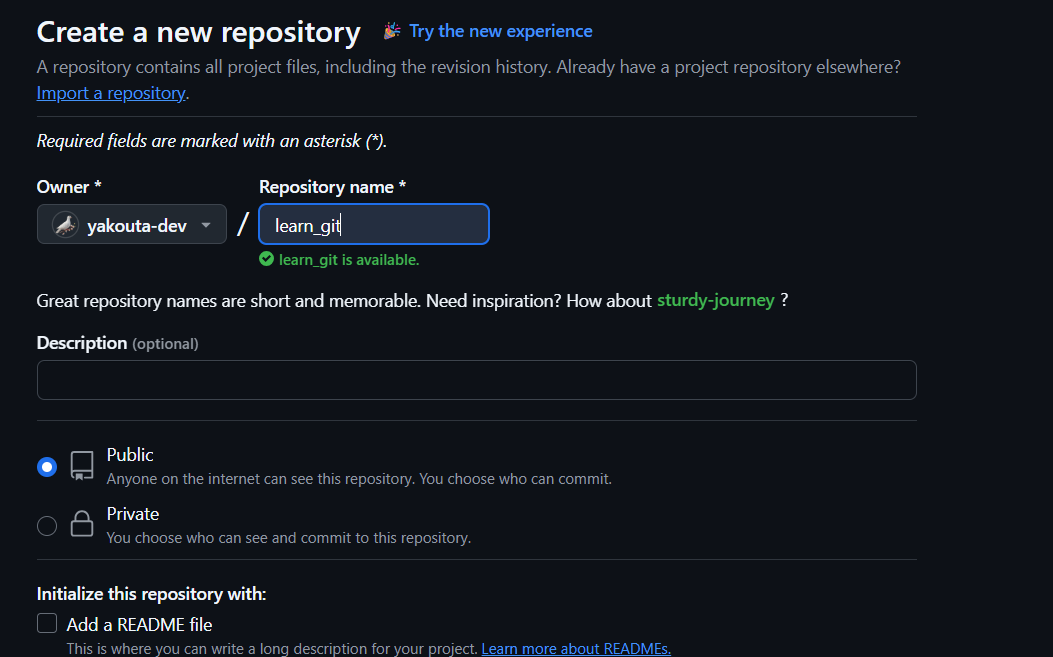 Create a new repository 🎉 Try the new experience
A repository contains all project files, including the revision history. Already have a project repository elsewhere?
Import a repository.
Required fields are marked with an asterisk (*).
Owner * Repository name *
yakouta-dev / learn_git
learn_git is available.
Great repository names are short and memorable. Need inspiration? How about sturdy-journey ?
Description (optional)
Public
Anyone on the internet can see this repository. You choose who can commit.
Private
You choose who can see and commit to this repository.
Initialize this repository with:
Add a README file
This is where you can write a long description for your project. Learn more about READMEs.